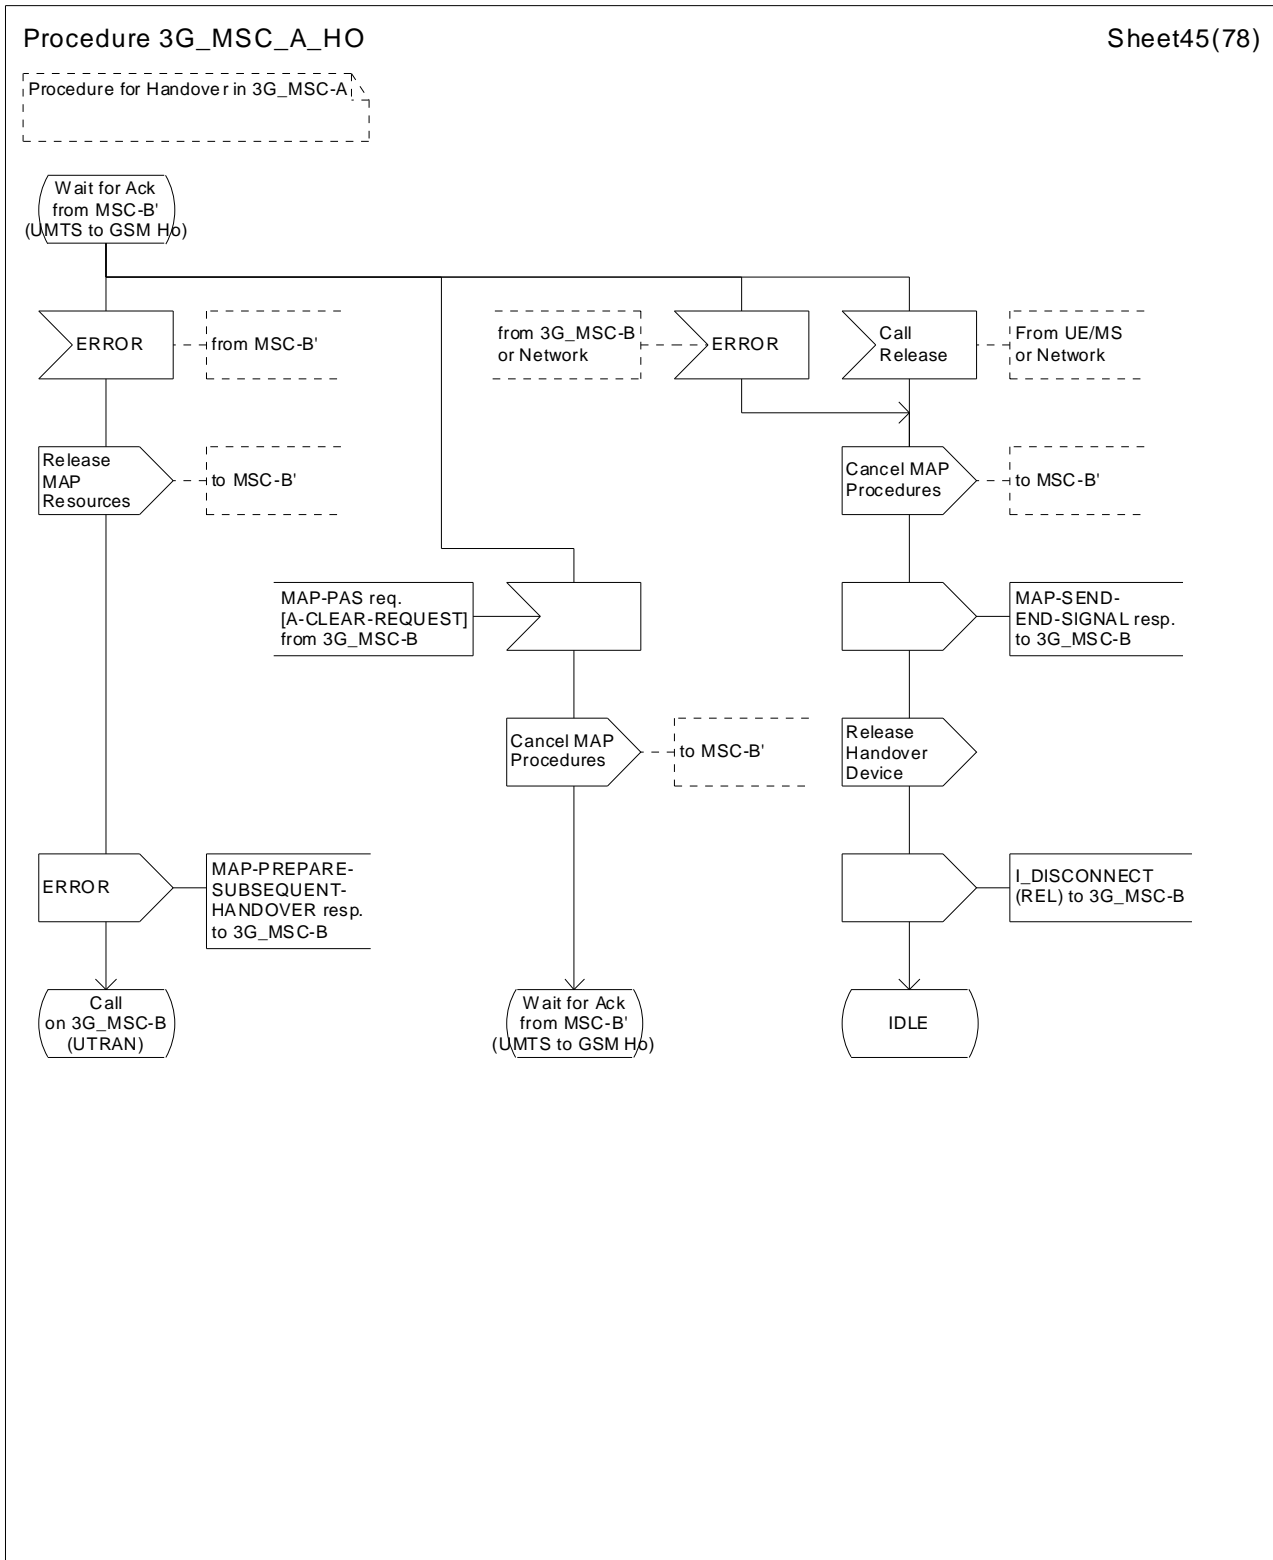 Procedure 3G_MSC_A_HO
Sheet45(78)
Procedure for Handover in 3G_MSC-A
Wait for Ack
from MSC-B'
(UMTS to GSM Ho)
ERROR
from MSC-B'
from 3G_MSC-B
or Network
ERROR
Call
Release
From UE/MS
or Network
Release
MAP
Resources
to MSC-B'
Cancel MAP
Procedures
to MSC-B'
MAP-PAS req.
[A-CLEAR-REQUEST]
from 3G_MSC-B
MAP-SEND-
END-SIGNAL resp.
to 3G_MSC-B
Cancel MAP
Procedures
to MSC-B'
Release
Handover
Device
ERROR
MAP-PREPARE-
SUBSEQUENT-
HANDOVER resp.
to 3G_MSC-B
I_DISCONNECT
(REL) to 3G_MSC-B
Call
on 3G_MSC-B
(UTRAN)
Wait for Ack
from MSC-B'
(UMTS to GSM Ho)
IDLE